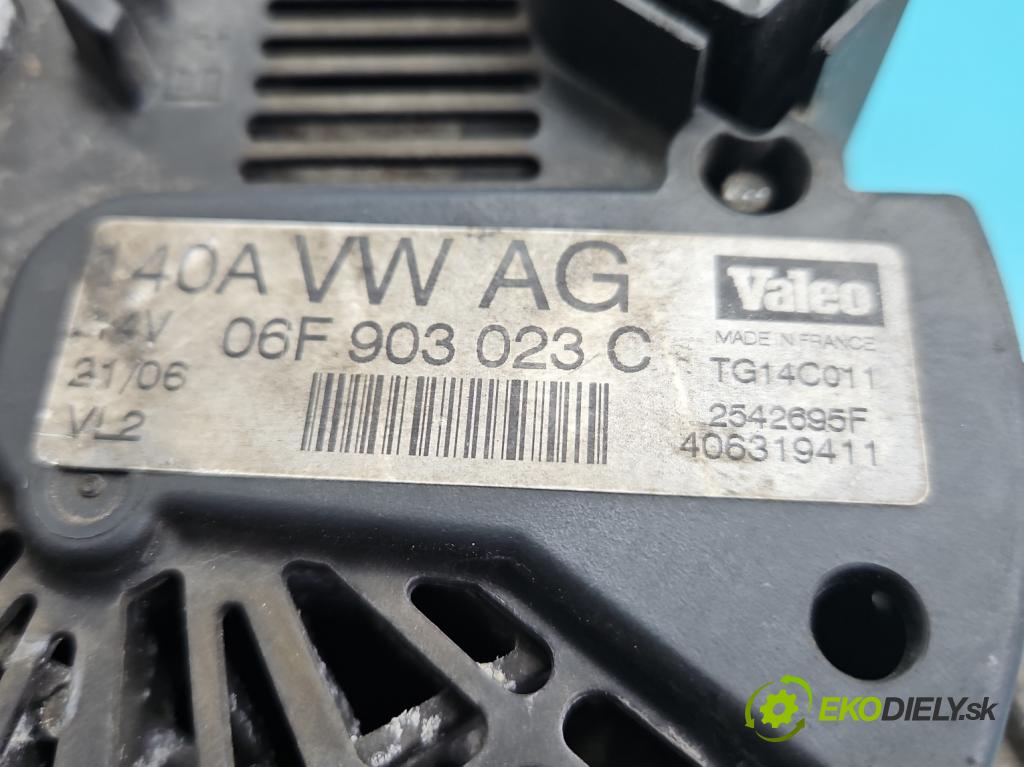 140A VW AG
14V 06F 903 023 C
21/06
VL2
Valeo
MADE IN FRANCE
TG14C011
2542695F
406319411
EKODIELY.sk